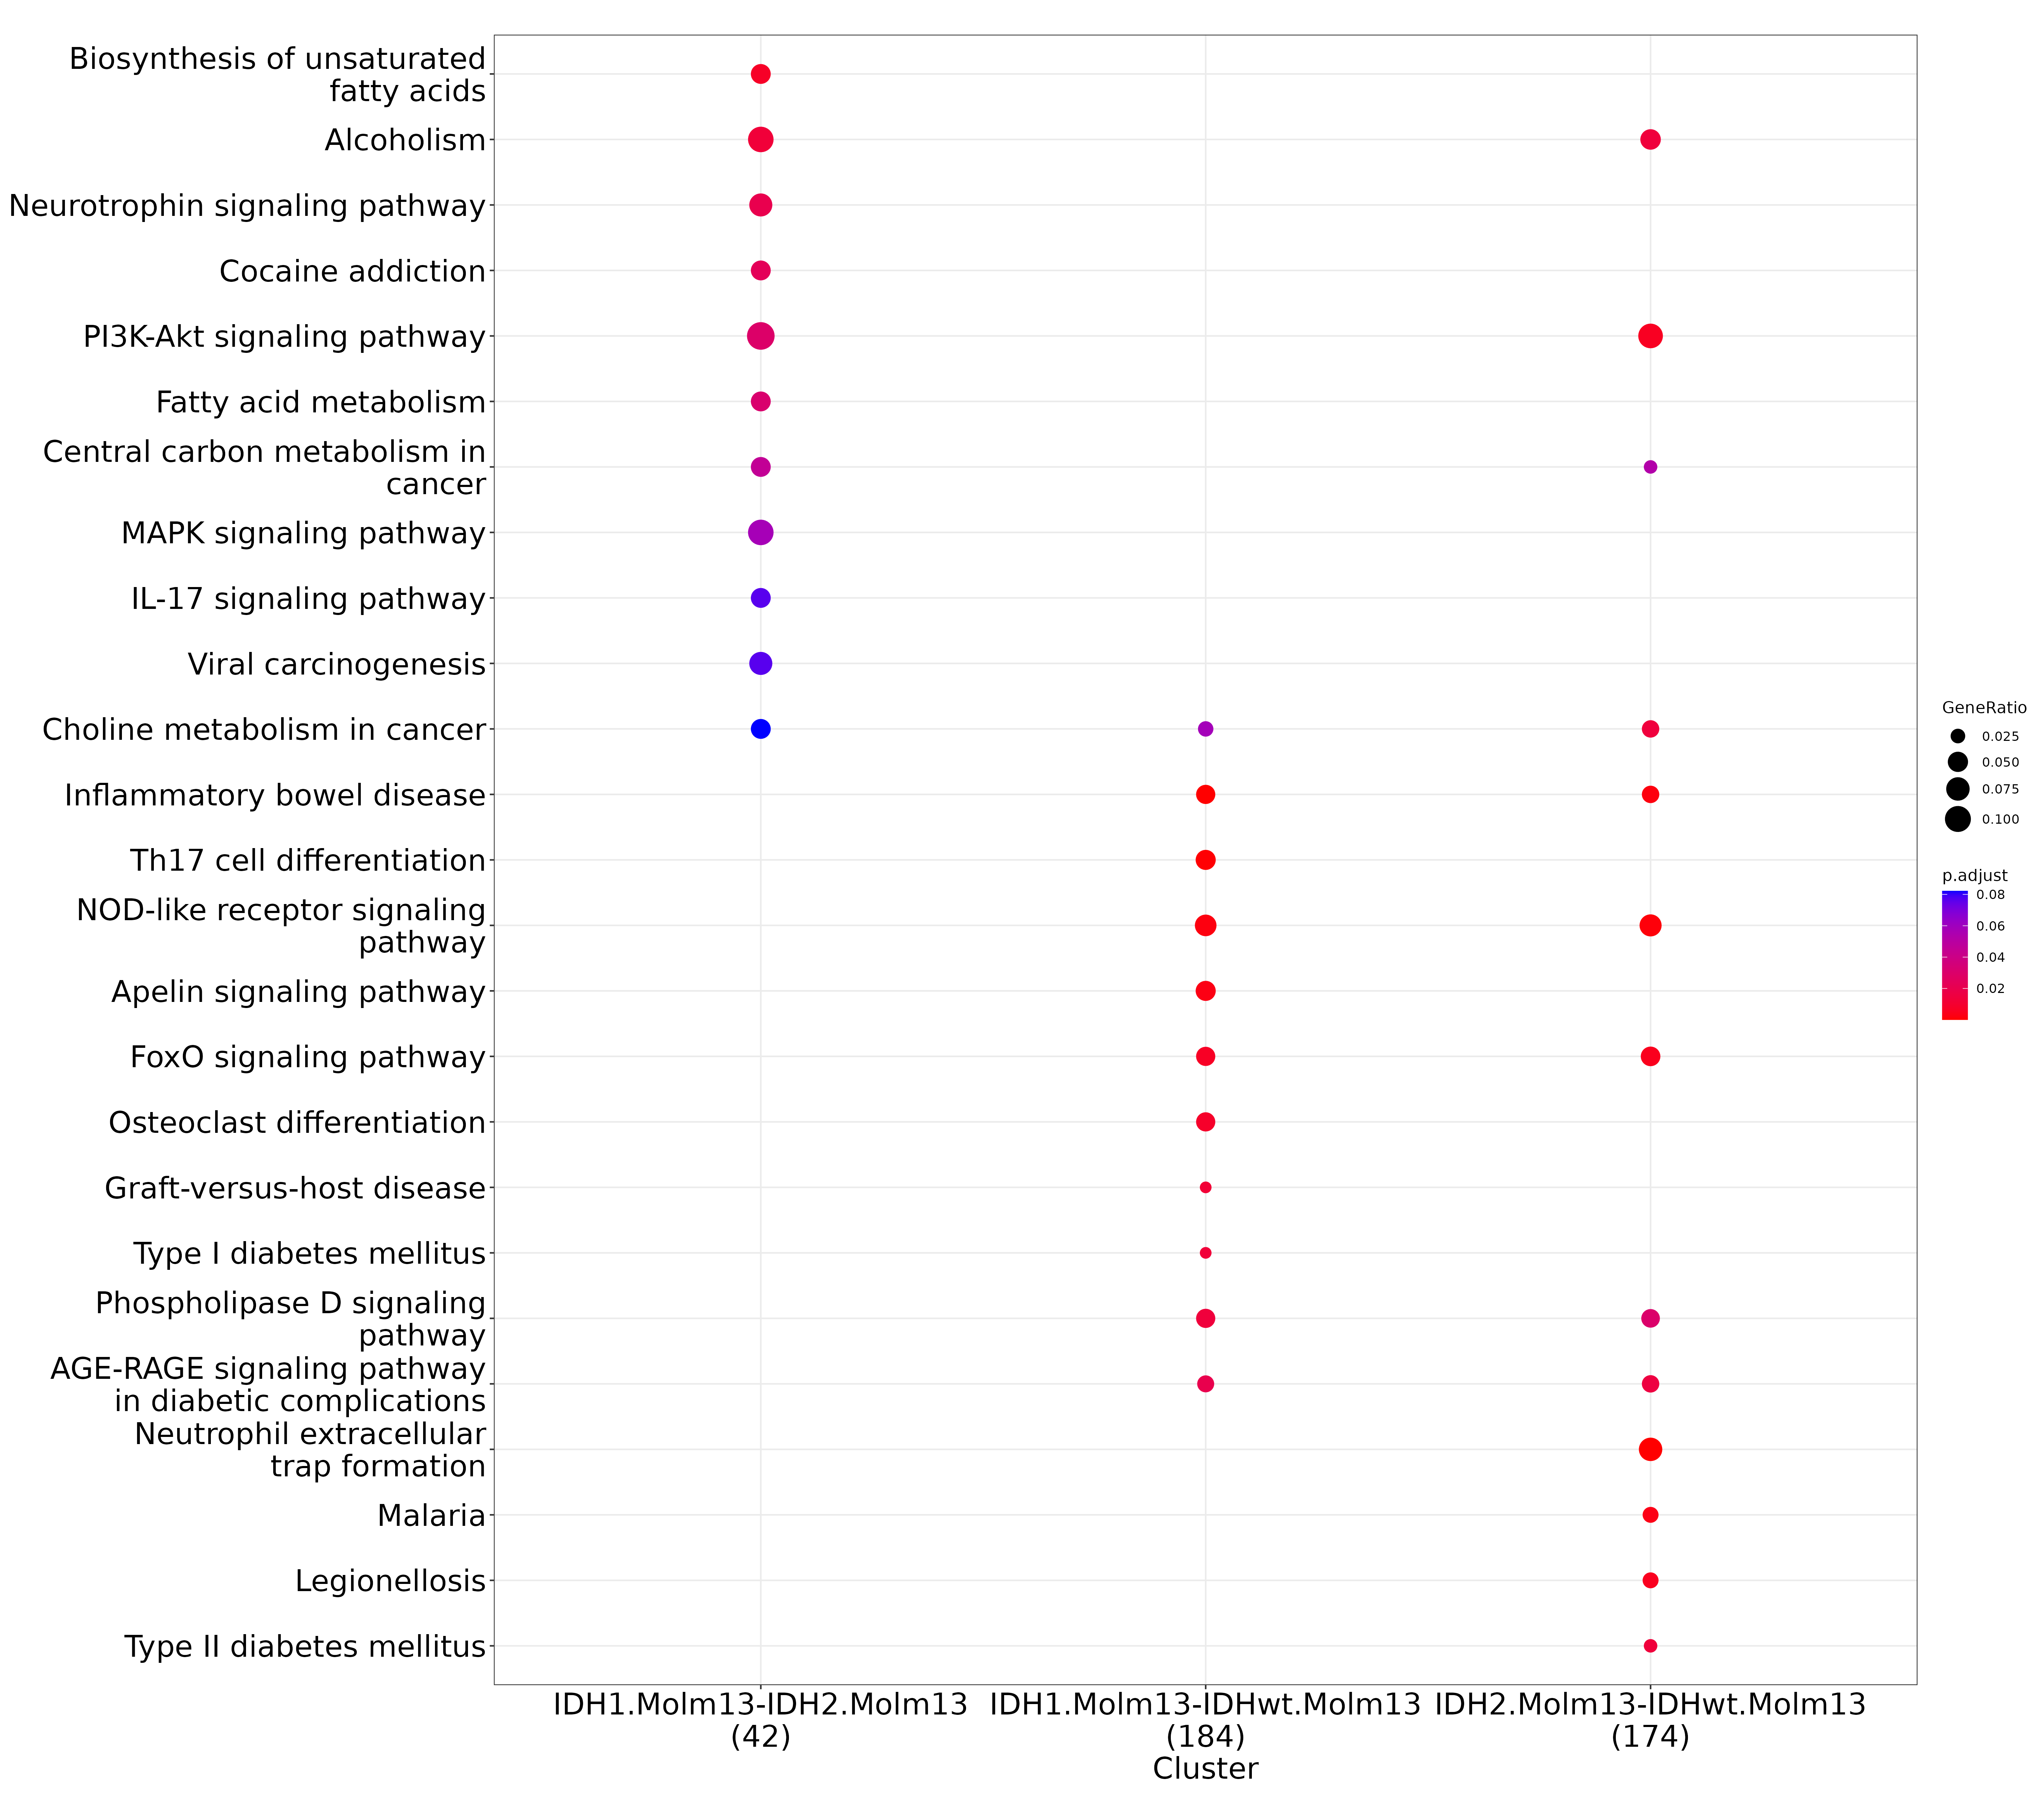 Biosynthesis of unsaturated
fatty acids
Alcoholism
Neurotrophin signaling pathway
Cocaine addiction
PI3K-Akt signaling pathway
Fatty acid metabolism
Central carbon metabolism in
cancer
MAPK signaling pathway
IL-17 signaling pathway
Viral carcinogenesis
Choline metabolism in cancer
Inflammatory bowel disease
Th17 cell differentiation
NOD-like receptor signaling
pathway
Apelin signaling pathway
FoxO signaling pathway
Osteoclast differentiation
Graft-versus-host disease
Type I diabetes mellitus
Phospholipase D signaling
pathway
AGE-RAGE signaling pathway
in diabetic complications
Neutrophil extracellular
trap formation
Malaria
Legionellosis
Type II diabetes mellitus
IDH1.Molm13-IDH2.Molm13
(42)
IDH1.Molm13-IDHwt.Molm13
(184)
IDH2.Molm13-IDHwt.Molm13
(174)
Cluster
GeneRatio
0.025
0.050
0.075
0.100
p.adjust
0.08
0.06
0.04
0.02